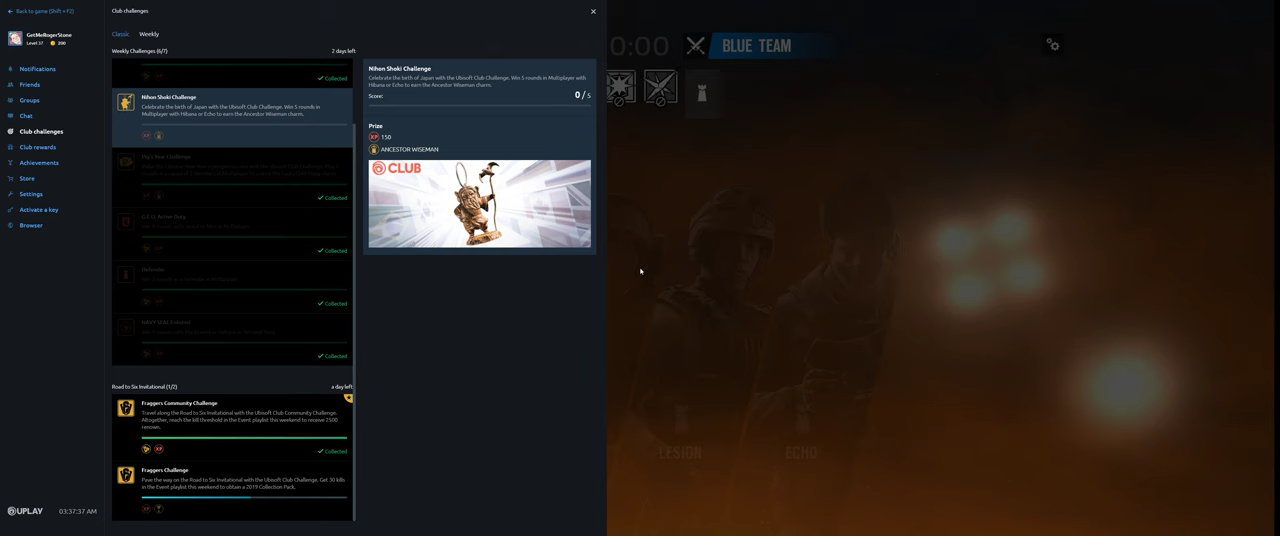 Back to game (Shift + F2)
GetMeRogerStone
Level 37 200
Notifications
Friends
Groups
Chat
Club challenges
Club rewards
Achievements
Store
Settings
Activate a key
Browser
UPLAY
03:37:37 AM
Club challenges
Classic Weekly
Weekly Challenges (6/7) 2 days left
Collected
Nihon Shoki Challenge
Celebrate the birth of Japan with the Ubisoft Club Challenge. Win 5 rounds in
Multiplayer with Hibana or Echo to earn the Ancestor Wiseman charm.
XP
Pig's Year Challenge
Collected
G.E.O. Active Duty
Collected
Defender
Collected
NAVY SEAL Enlisted
Collected
Road to Six Invitational (1/2) a day left
Fraggers Community Challenge
Travel along the Road to Six Invitational with the Ubisoft Club Community Challenge.
Altogether, reach the kill threshold in the Event playlist this weekend to receive 2500
renown.
XP
Collected
Fraggers Challenge
Pave the way on the Road to Six Invitational with the Ubisoft Club Challenge. Get 30 kills
in the Event playlist this weekend to obtain a 2019 Collection Pack.
XP
Nihon Shoki Challenge
Celebrate the birth of Japan with the Ubisoft Club Challenge. Win 5 rounds in Multiplayer with
Hibana or Echo to earn the Ancestor Wiseman charm.
Score: 0 / 5
Prize
XP 150
ANCESTOR WISEMAN
CLUB
0:00
BLUE TEAM
LESION
ECHO